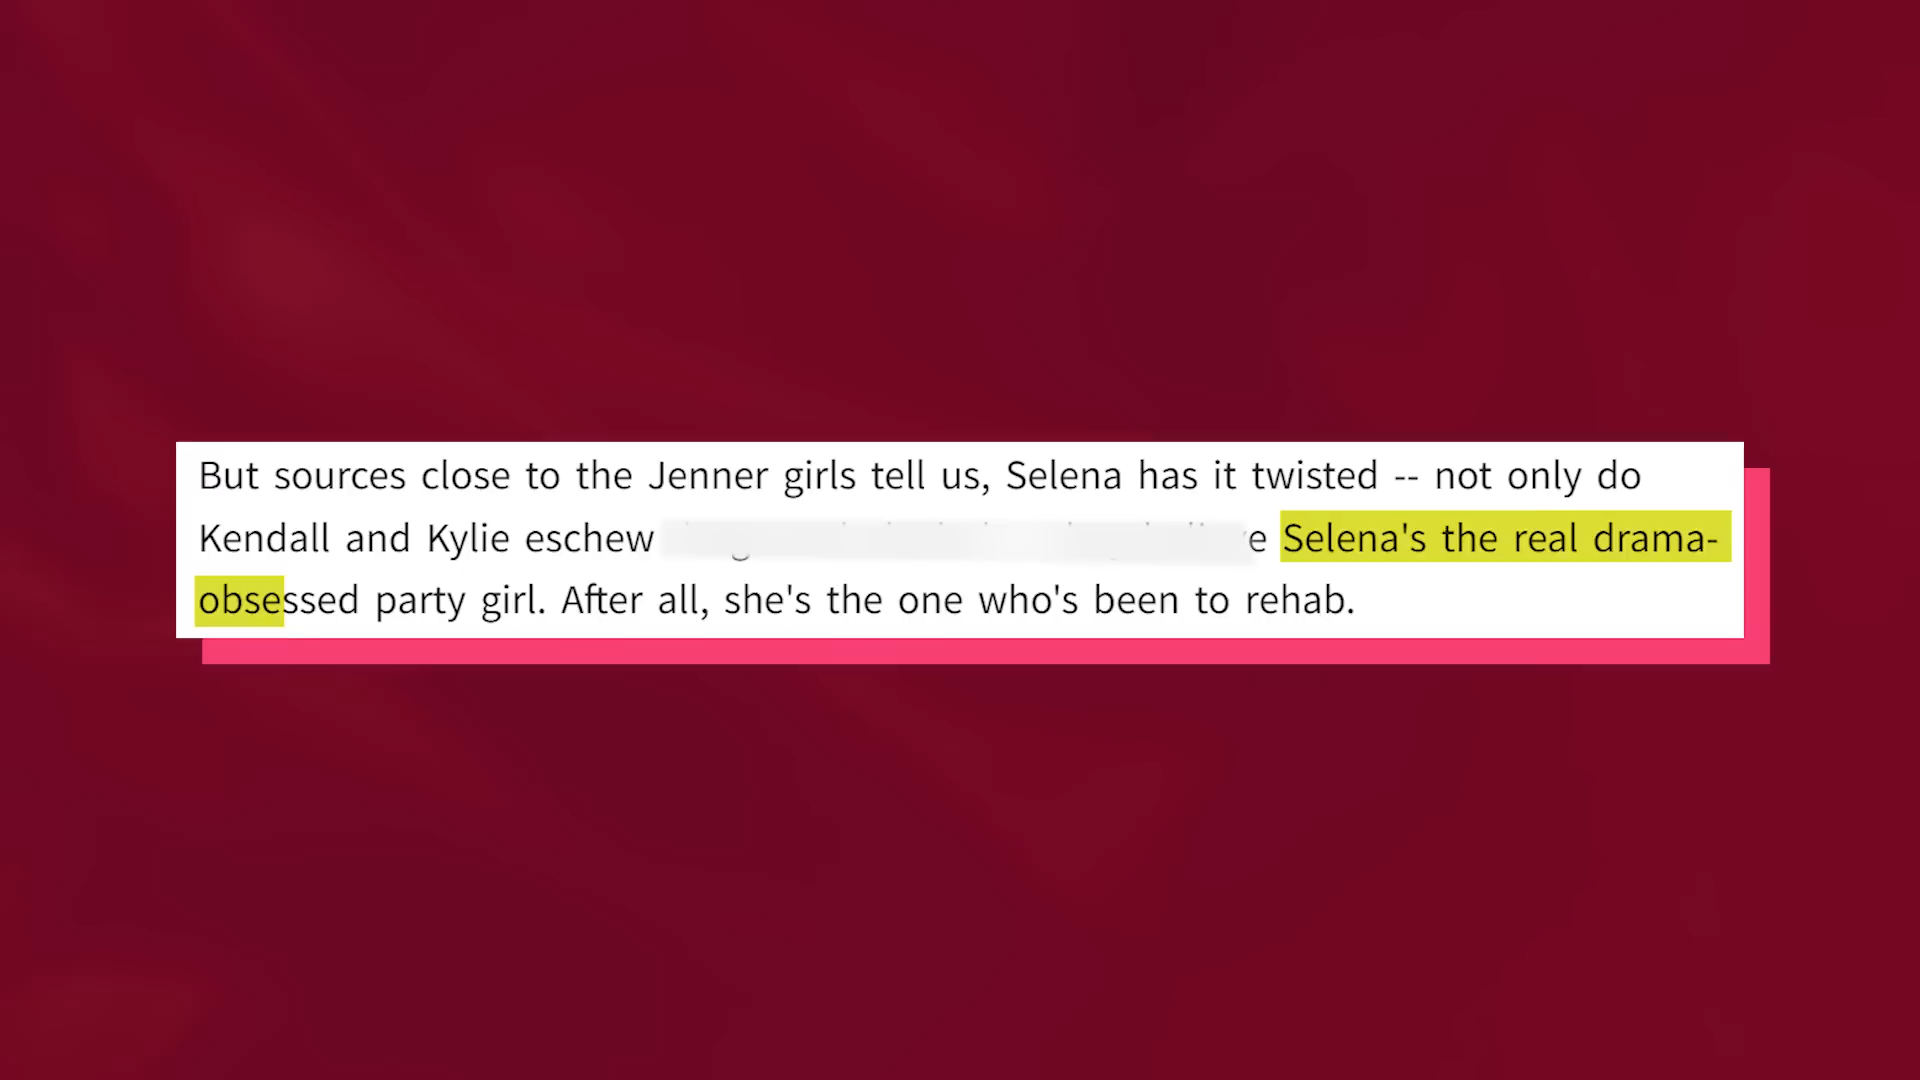 But sources close to the Jenner girls tell us, Selena has it twisted -- not only do
Kendall and Kylie eschew Selena's the real drama-
obsessed party girl. After all, she's the one who's been to rehab.